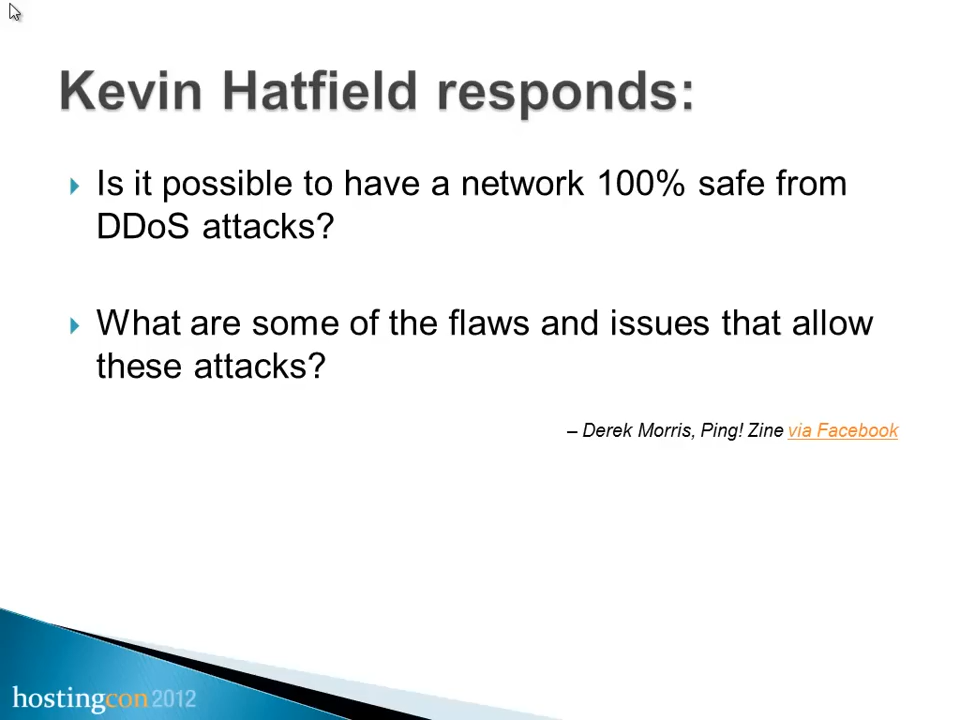 Kevin Hatfield responds:
Is it possible to have a network 100% safe from
DDoS attacks?
What are some of the flaws and issues that allow
these attacks?
– Derek Morris, Ping! Zine via Facebook
hostingcon 2012